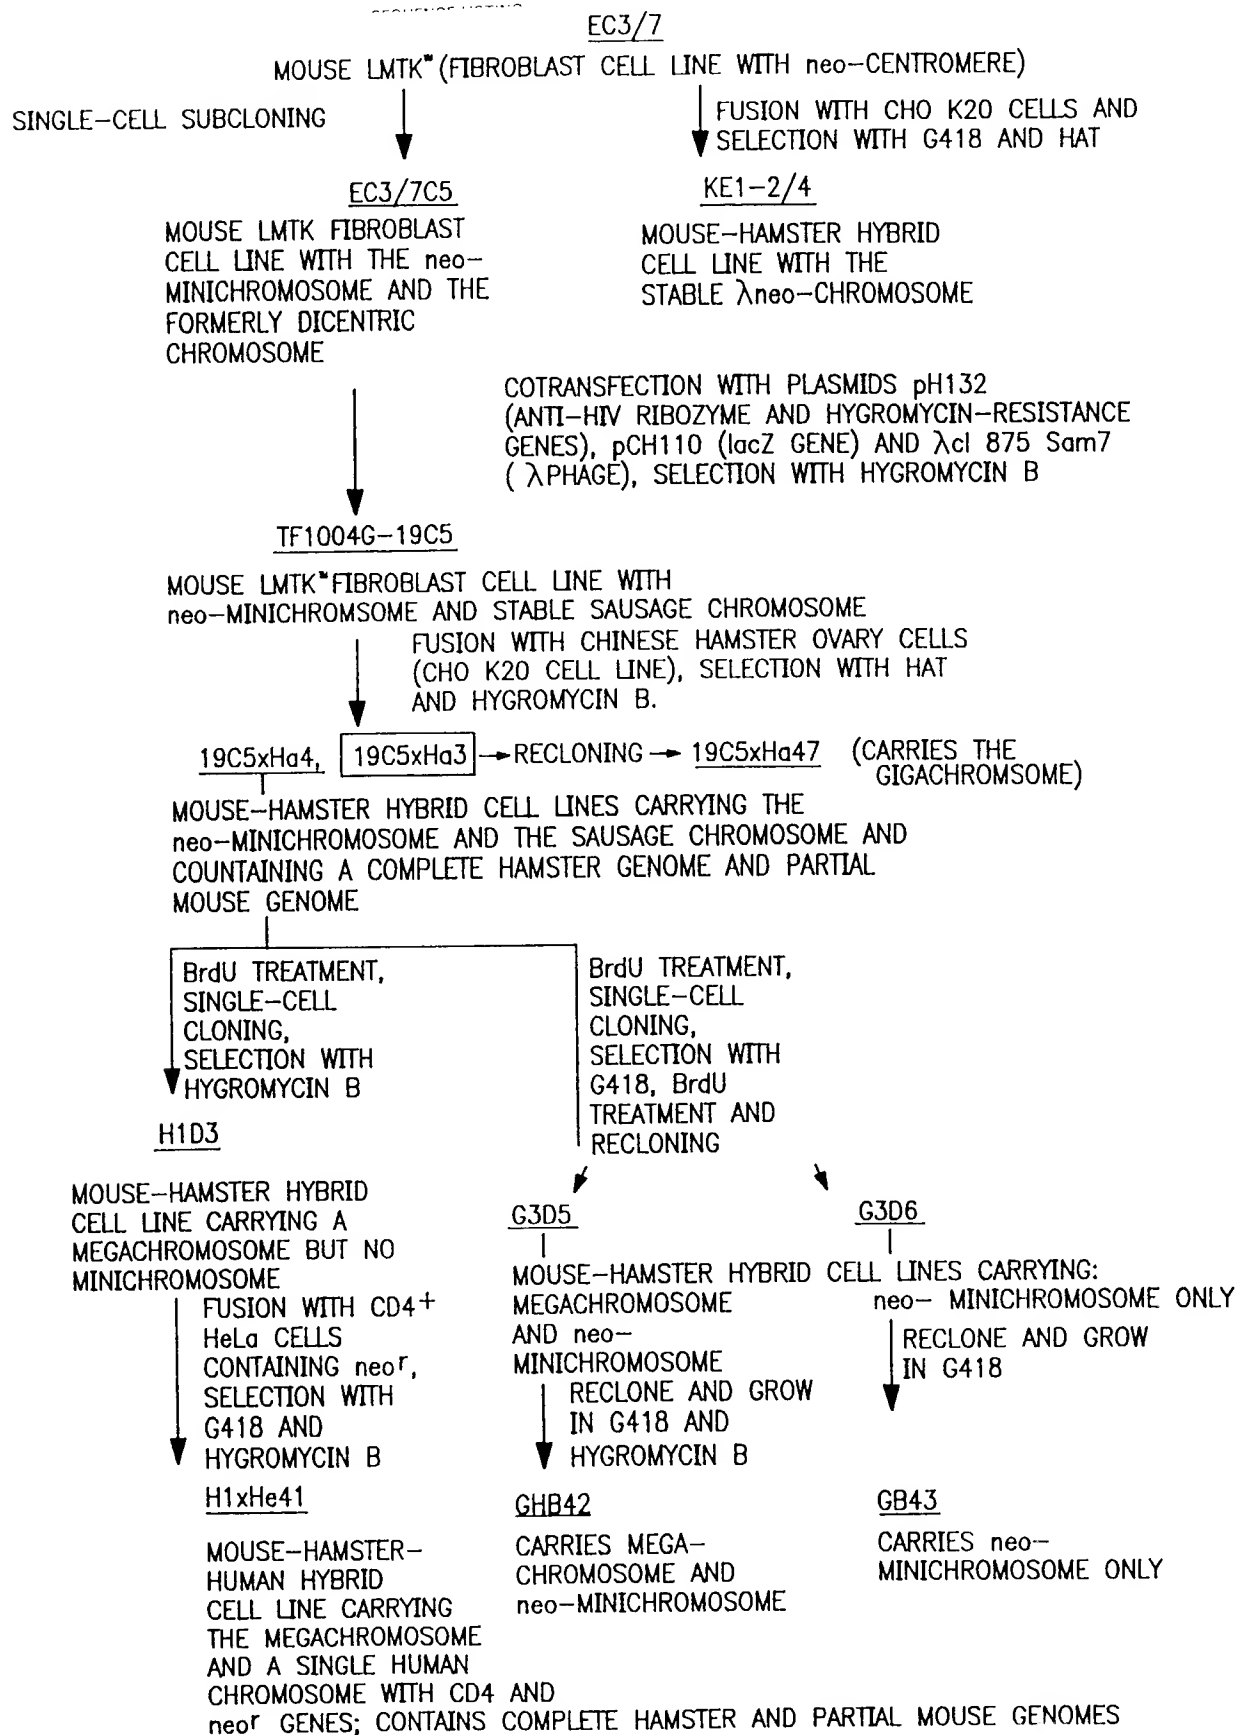 EC3/7
MOUSE LMTK⁻ (FIBROBLAST CELL LINE WITH neo-CENTROMERE)
SINGLE-CELL SUBCLONING
FUSION WITH CHO K20 CELLS AND
SELECTION WITH G418 AND HAT
EC3/7C5
MOUSE LMTK FIBROBLAST
CELL LINE WITH THE neo-
MINICHROMOSOME AND THE
FORMERLY DICENTRIC
CHROMOSOME
KE1-2/4
MOUSE-HAMSTER HYBRID
CELL LINE WITH THE
STABLE λneo-CHROMOSOME
COTRANSFECTION WITH PLASMIDS pH132
(ANTI-HIV RIBOZYME AND HYGROMYCIN-RESISTANCE
GENES), pCH110 (lacZ GENE) AND λcl 875 Sam7
( λPHAGE), SELECTION WITH HYGROMYCIN B
TF1004G-19C5
MOUSE LMTK⁻ FIBROBLAST CELL LINE WITH
neo-MINICHROMSOME AND STABLE SAUSAGE CHROMOSOME
FUSION WITH CHINESE HAMSTER OVARY CELLS
(CHO K20 CELL LINE), SELECTION WITH HAT
AND HYGROMYCIN B.
19C5xHa4, 19C5xHa3 → RECLONING → 19C5xHa47 (CARRIES THE
GIGACHROMSOME)
MOUSE-HAMSTER HYBRID CELL LINES CARRYING THE
neo-MINICHROMOSOME AND THE SAUSAGE CHROMOSOME AND
COUNTAINING A COMPLETE HAMSTER GENOME AND PARTIAL
MOUSE GENOME
BrdU TREATMENT,
SINGLE-CELL
CLONING,
SELECTION WITH
HYGROMYCIN B
BrdU TREATMENT,
SINGLE-CELL
CLONING,
SELECTION WITH
G418, BrdU
TREATMENT AND
RECLONING
H1D3
MOUSE-HAMSTER HYBRID
CELL LINE CARRYING A
MEGACHROMOSOME BUT NO
MINICHROMOSOME
G3D5
G3D6
MOUSE-HAMSTER HYBRID CELL LINES CARRYING:
MEGACHROMOSOME
AND neo-
MINICHROMOSOME
neo- MINICHROMOSOME ONLY
FUSION WITH CD4+
HeLa CELLS
CONTAINING neoʳ,
SELECTION WITH
G418 AND
HYGROMYCIN B
RECLONE AND GROW
IN G418 AND
HYGROMYCIN B
RECLONE AND GROW
IN G418
H1xHe41
MOUSE-HAMSTER-
HUMAN HYBRID
CELL LINE CARRYING
THE MEGACHROMOSOME
AND A SINGLE HUMAN
CHROMOSOME WITH CD4 AND
neoʳ GENES; CONTAINS COMPLETE HAMSTER AND PARTIAL MOUSE GENOMES
GHB42
CARRIES MEGA-
CHROMOSOME AND
neo-MINICHROMOSOME
GB43
CARRIES neo-
MINICHROMOSOME ONLY